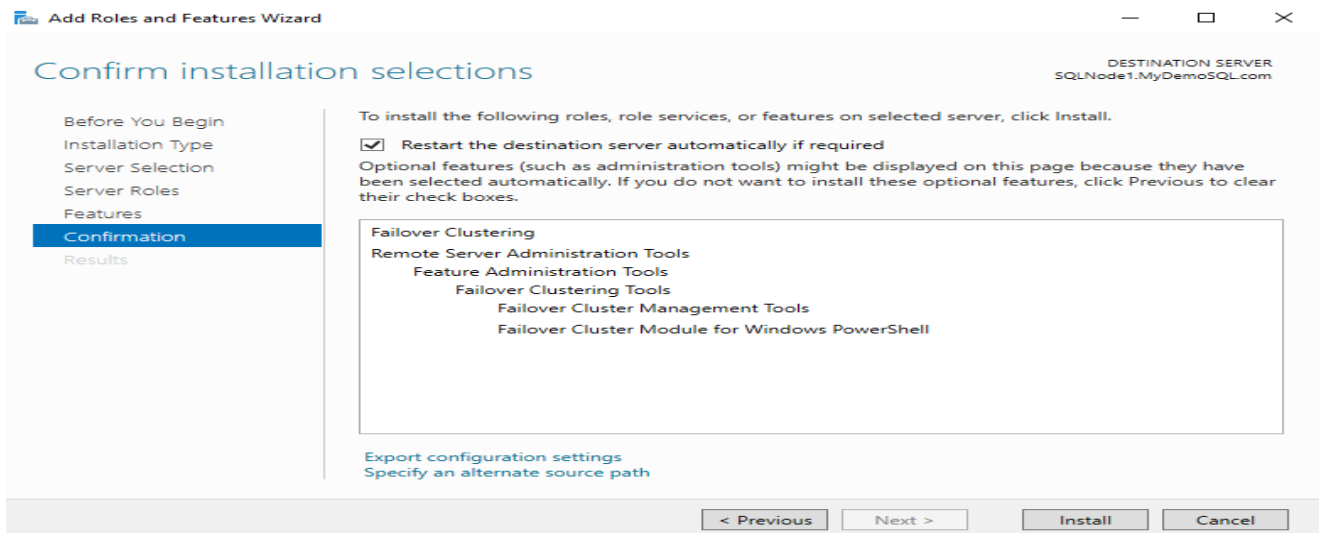 Add Roles and Features Wizard
Confirm installation selections
DESTINATION SERVER
SQLNode1.MyDemoSQL.com
Before You Begin
Installation Type
Server Selection
Server Roles
Features
Confirmation
Results
To install the following roles, role services, or features on selected server, click Install.
Restart the destination server automatically if required
Optional features (such as administration tools) might be displayed on this page because they have
been selected automatically. If you do not want to install these optional features, click Previous to clear
their check boxes.
Failover Clustering
Remote Server Administration Tools
Feature Administration Tools
Failover Clustering Tools
Failover Cluster Management Tools
Failover Cluster Module for Windows PowerShell
Export configuration settings
Specify an alternate source path
< Previous
Next >
Install
Cancel